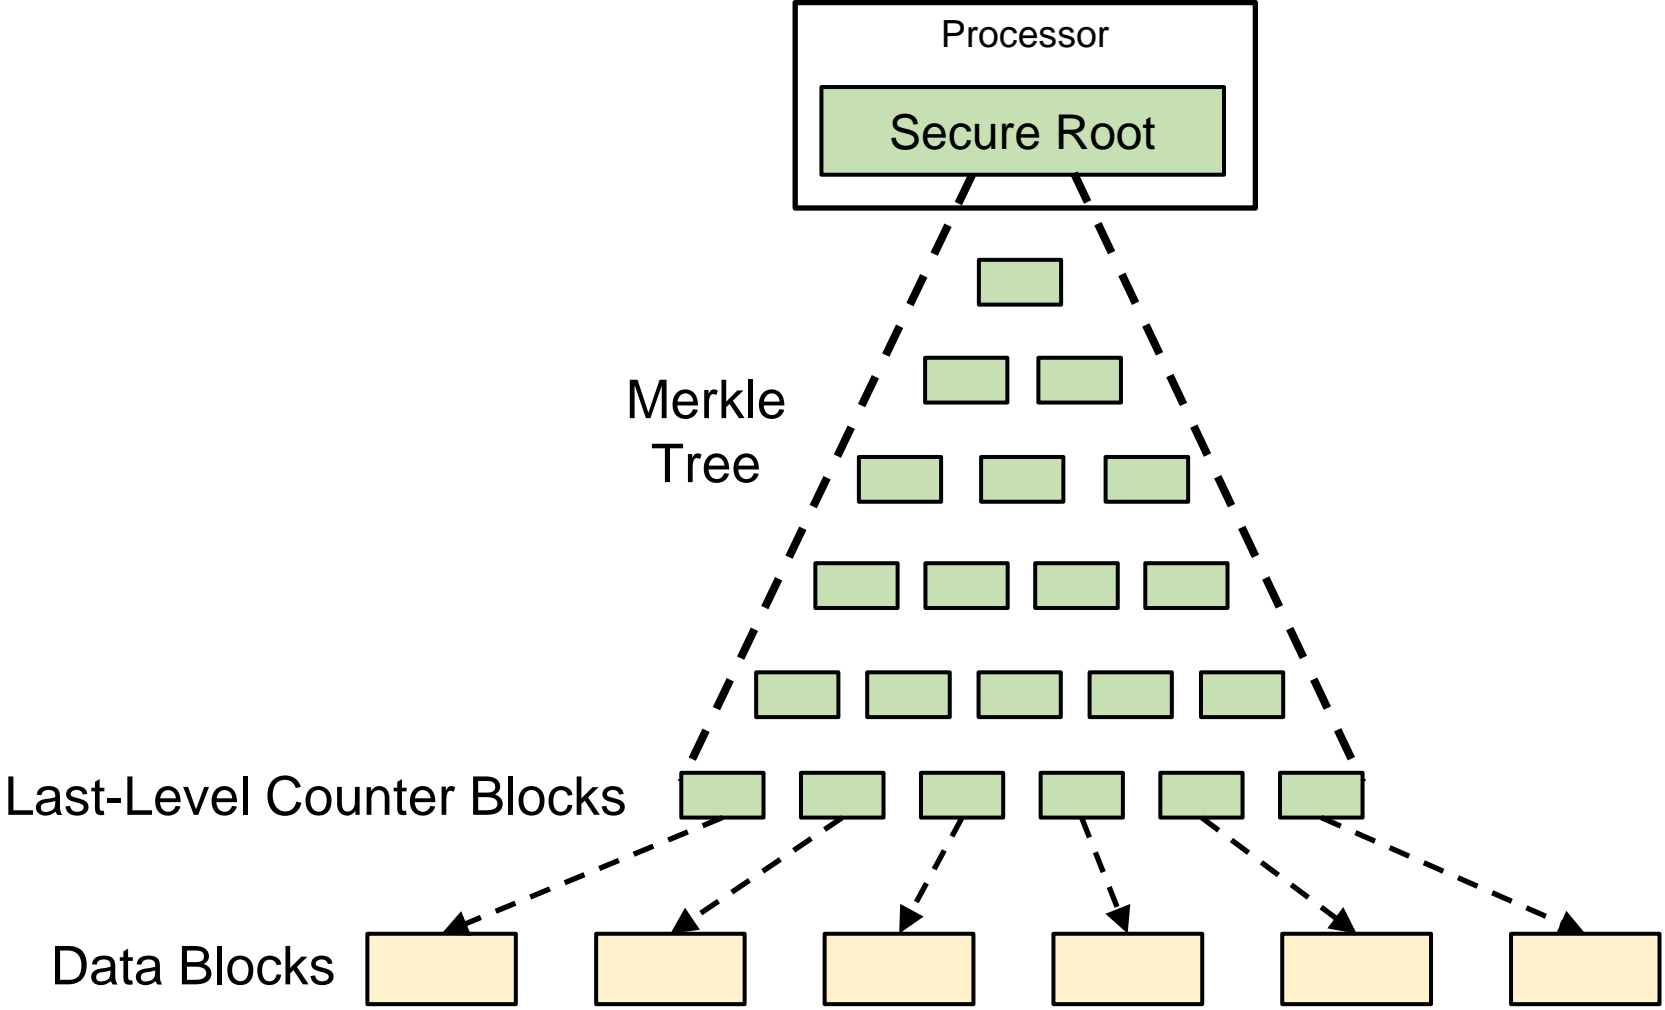 Processor
Secure Root
Merkle
Tree
Last-Level Counter Blocks
Data Blocks